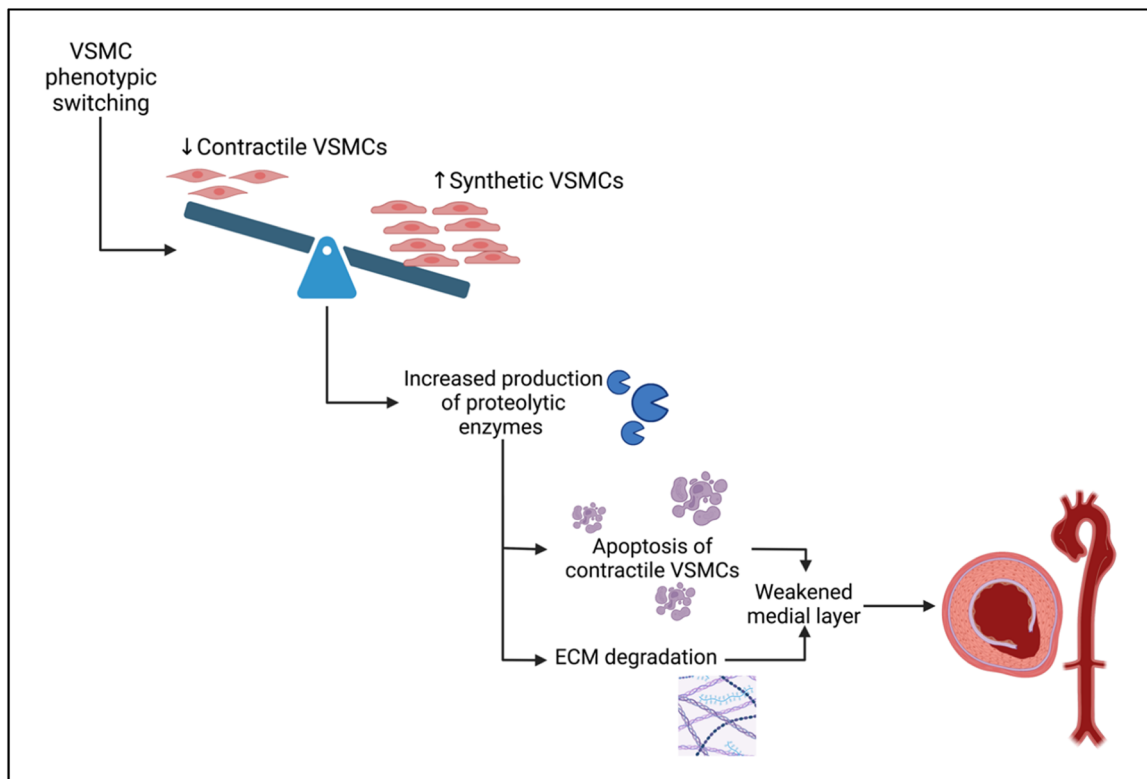 VSMC
phenotypic
switching
↓Contractile VSMCs
↑Synthetic VSMCs
Increased production
of proteolytic
enzymes
Apoptosis of
contractile VSMCs
Weakened
medial layer
ECM degradation